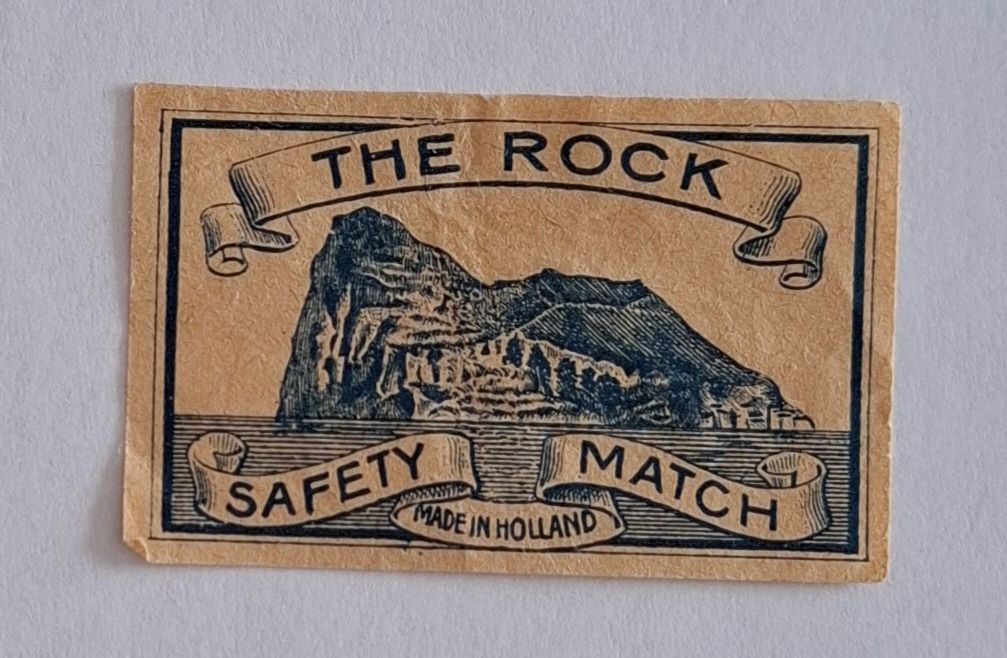 THE ROCK
SAFETY MATCH
MADE IN HOLLAND